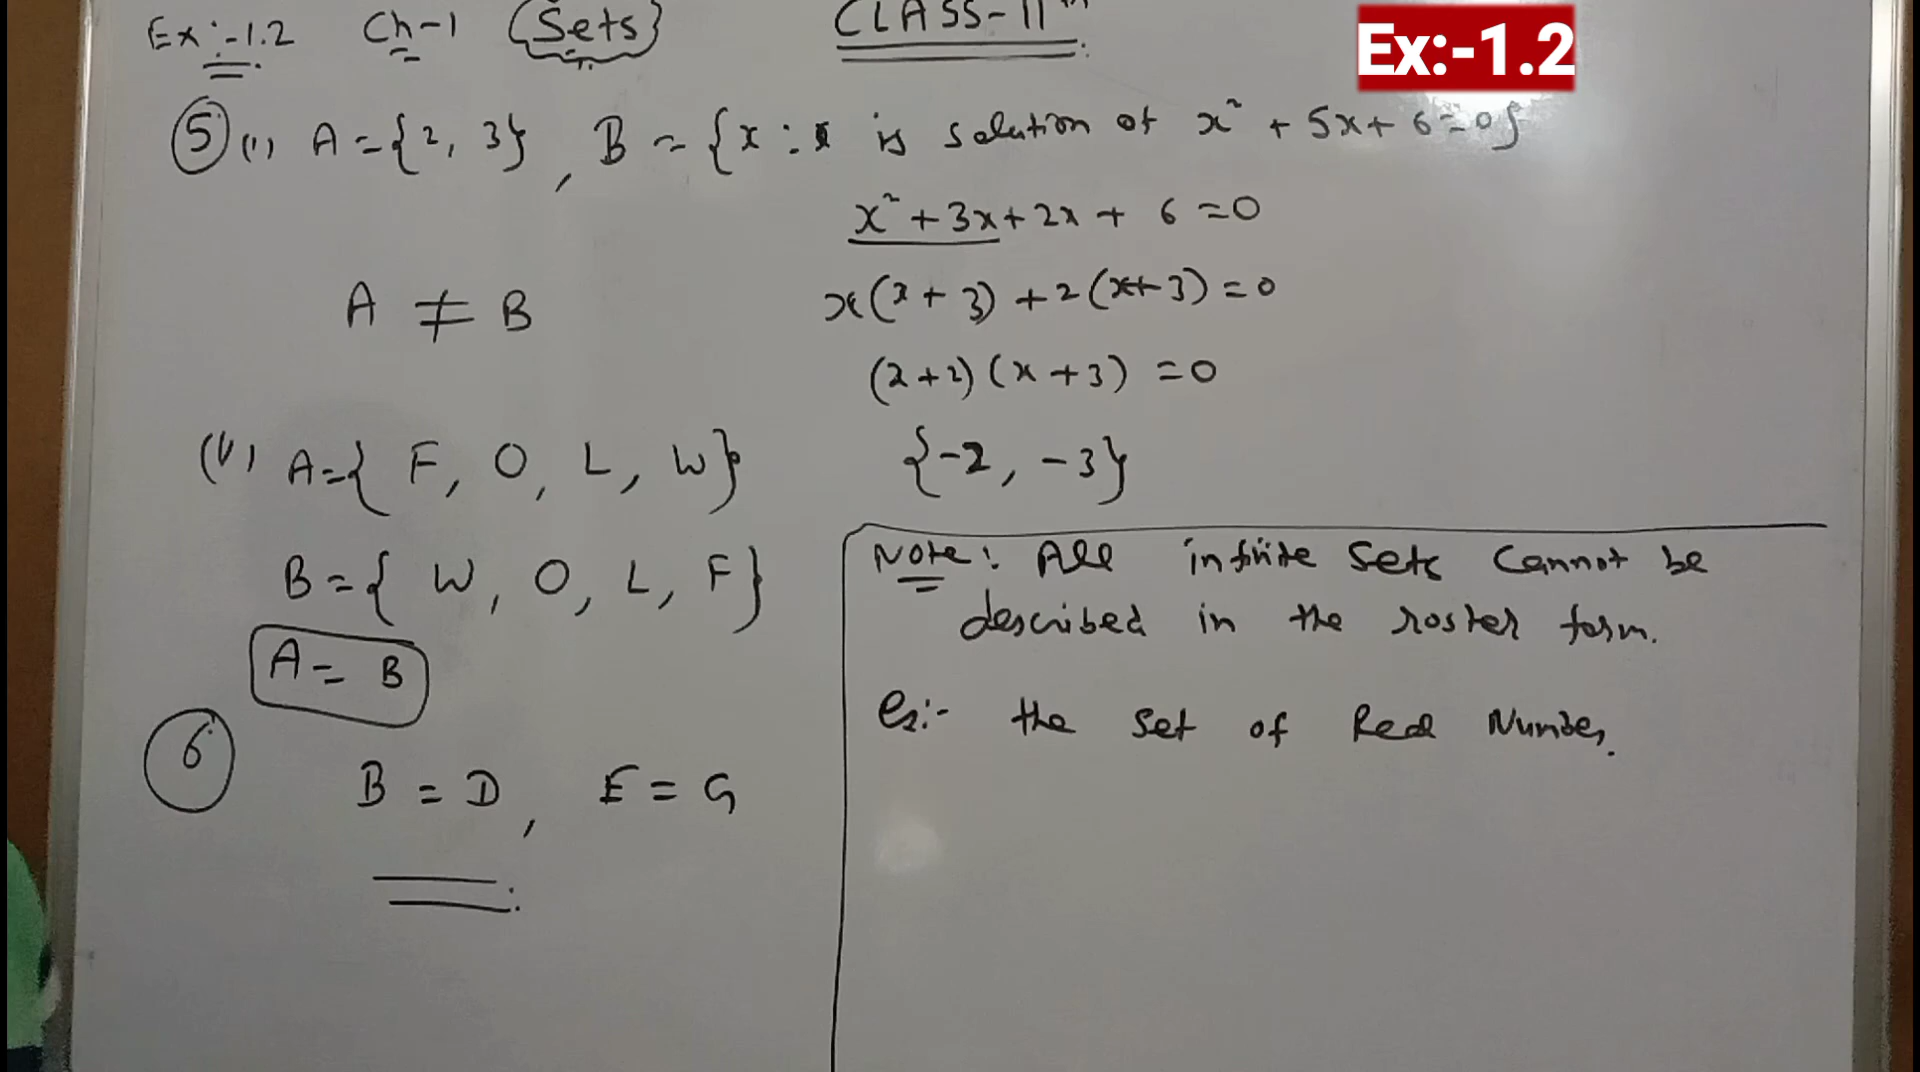 Ex:-1.2 Ch-1 (Sets) CLASS-11th
Ex:-1.2
5 (i) A={2, 3}, B = {x : x is solution of x² + 5x + 6 = 0}
x² + 3x + 2x + 6 = 0
A ≠ B
x(x + 3) + 2(x + 3) = 0
(x + 2) (x + 3) = 0
(ii) A={ F, O, L, W}
{-2, -3}
B={ W, O, L, F}
A = B
Note: All infinite Sets Cannot be
described in the roster form.
6
ex:- the set of Real Number.
B = D, E = G